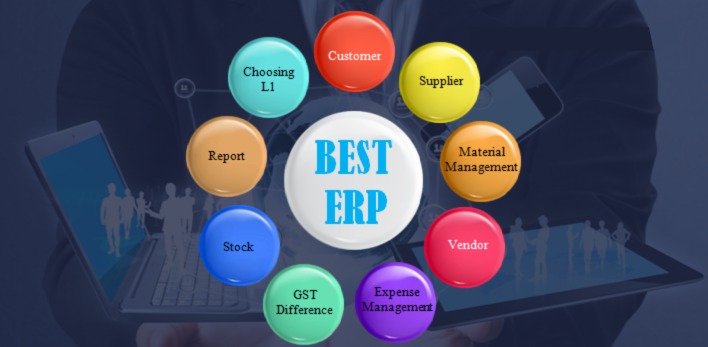 BEST
ERP
Customer
Supplier
Material
Management
Vendor
Expense
Management
GST
Difference
Stock
Report
Choosing
L1